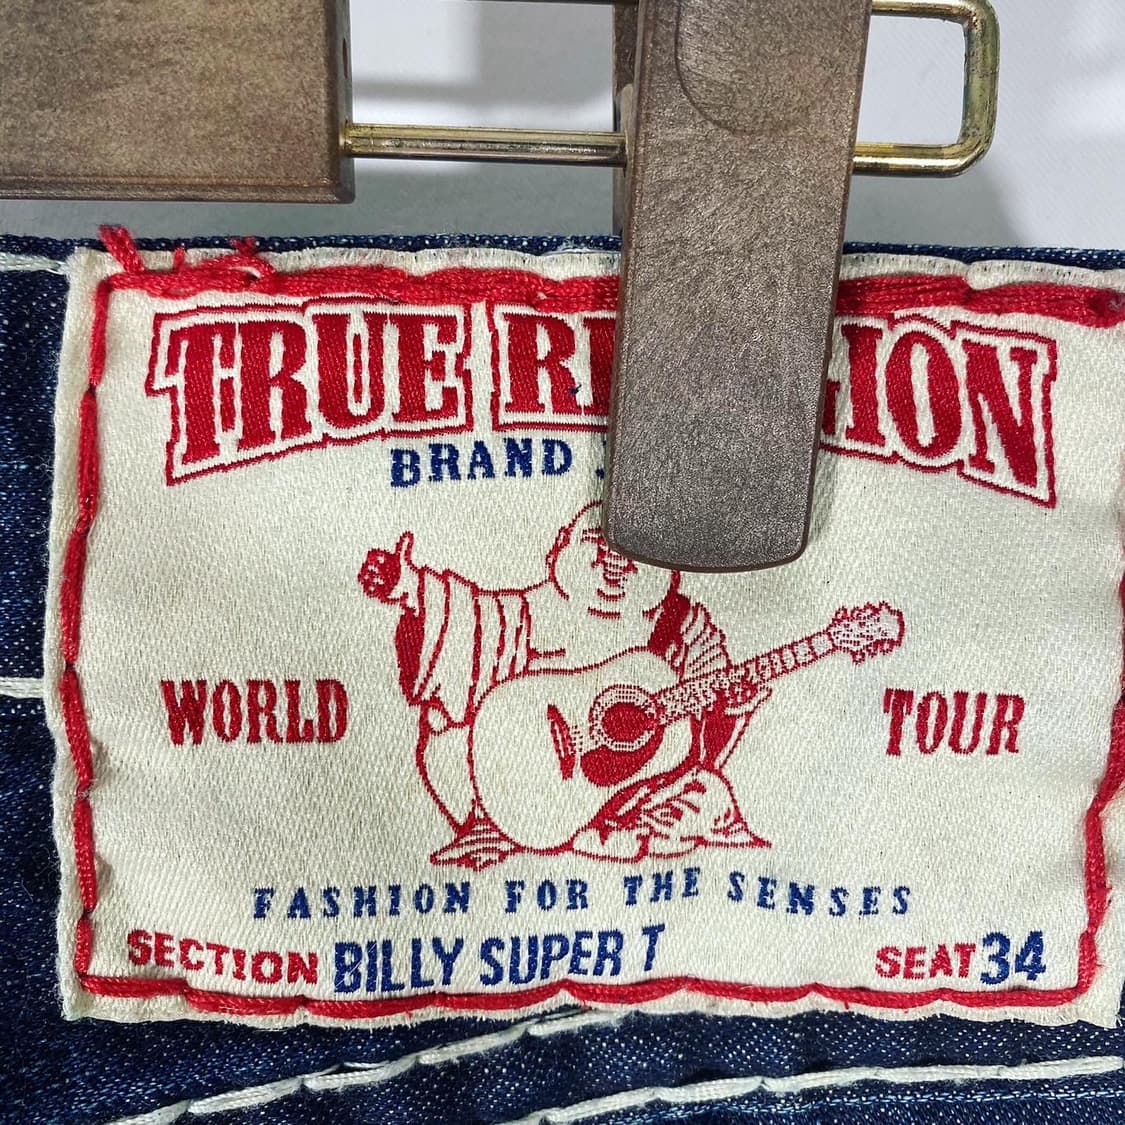 TRUE
BRAND
WORLD TOUR
FASHION FOR THE SENSES
SECTION BILLY SUPER T SEAT 34